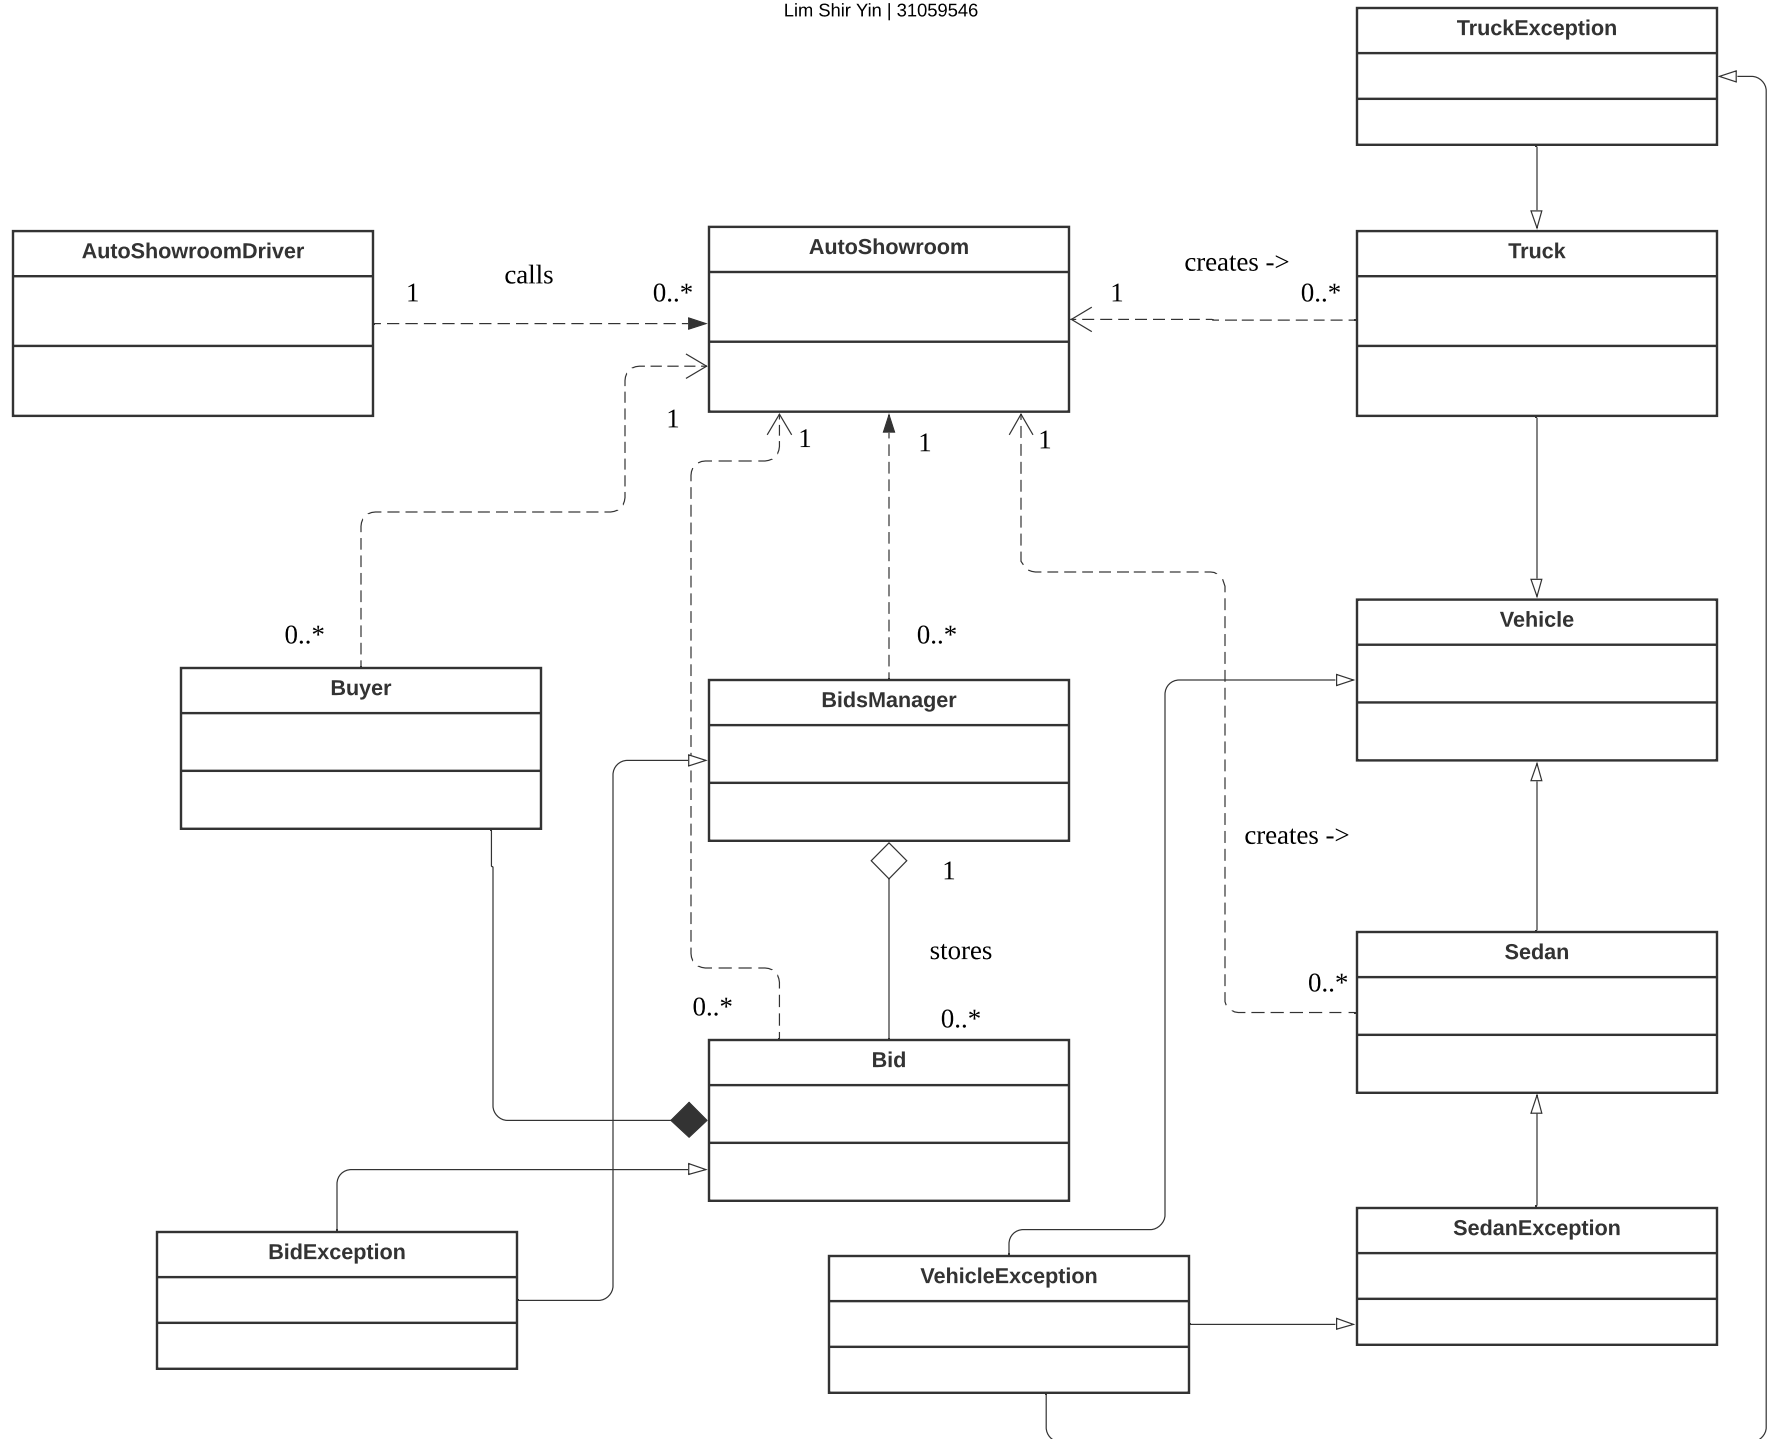 Lim Shir Yin | 31059546
TruckException
AutoShowroomDriver
AutoShowroom
Truck
calls
creates ->
1
0..*
1
0..*
1
1
1
1
0..*
0..*
Vehicle
Buyer
BidsManager
creates ->
1
stores
Sedan
0..*
0..*
0..*
Bid
SedanException
BidException
VehicleException